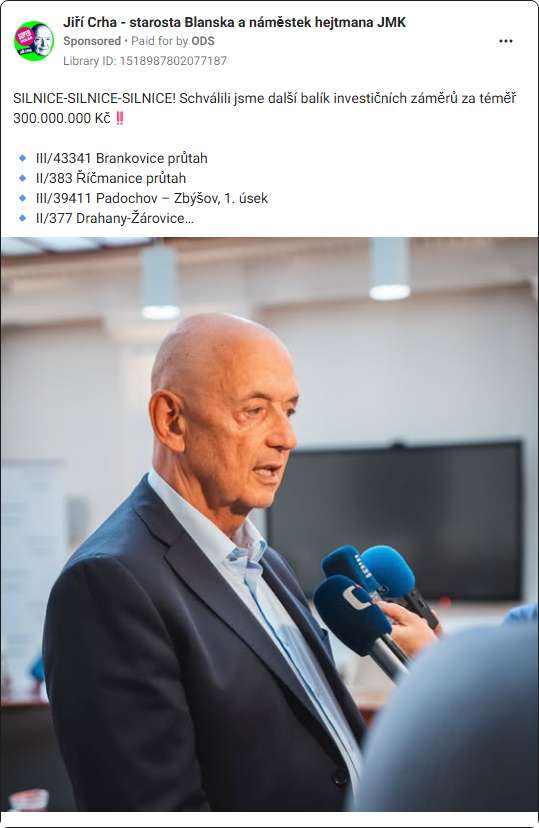 Jiří Crha - starosta Blanska a náměstek hejtmana JMK
Sponsored • Paid for by ODS
Library ID: 1518987802077187
SILNICE-SILNICE-SILNICE! Schválili jsme další balík investičních záměrů za téměř
300.000.000 Kč‼️
🔹 III/43341 Brankovice průtah
🔹 II/383 Říčmanice průtah
🔹 III/39411 Padochov – Zbýšov, 1. úsek
🔹 II/377 Drahany-Žárovice...